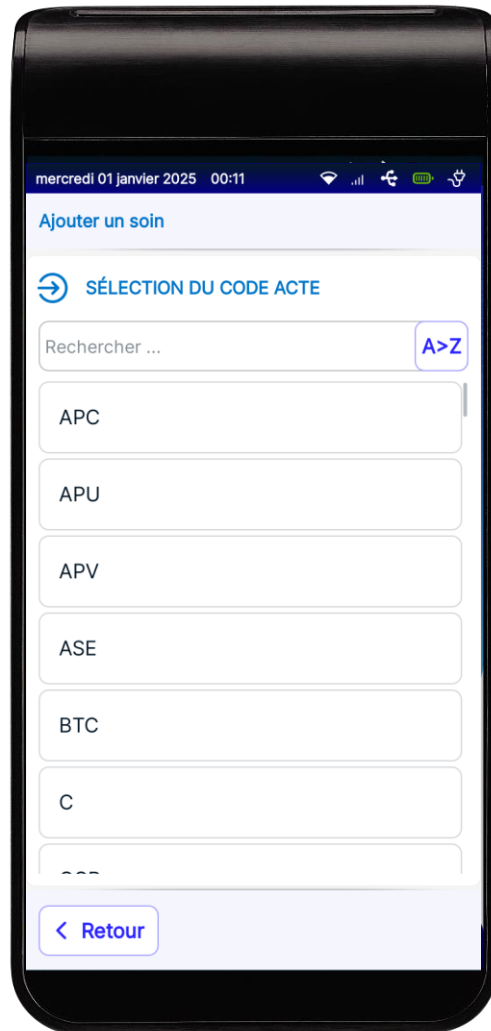 mercredi 01 janvier 2025 00:11
Ajouter un soin
SÉLECTION DU CODE ACTE
Rechercher ...
A>Z
APC
APU
APV
ASE
BTC
C
Retour